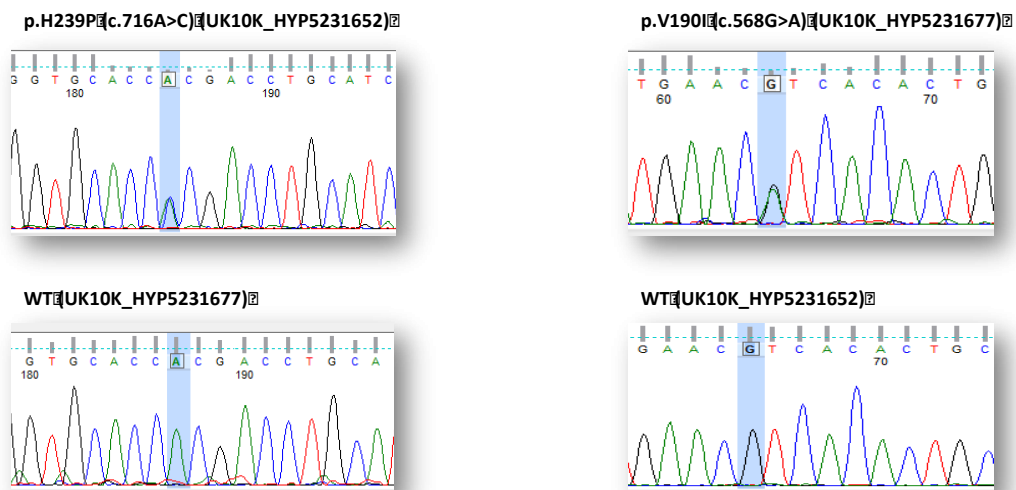 p.H239P (c.716A>C) (UK10K_HYP5231652)
G G T G C A C C A C G A C C T G C A T C
180 190
p.V190I (c.568G>A) (UK10K_HYP5231677)
T G A A C G T C A C A C T G
60 70
WT (UK10K_HYP5231677)
G T G C A C C A C G A C C T G C A
180 190
WT (UK10K_HYP5231652)
G A A C G T C A C A C T G C
70